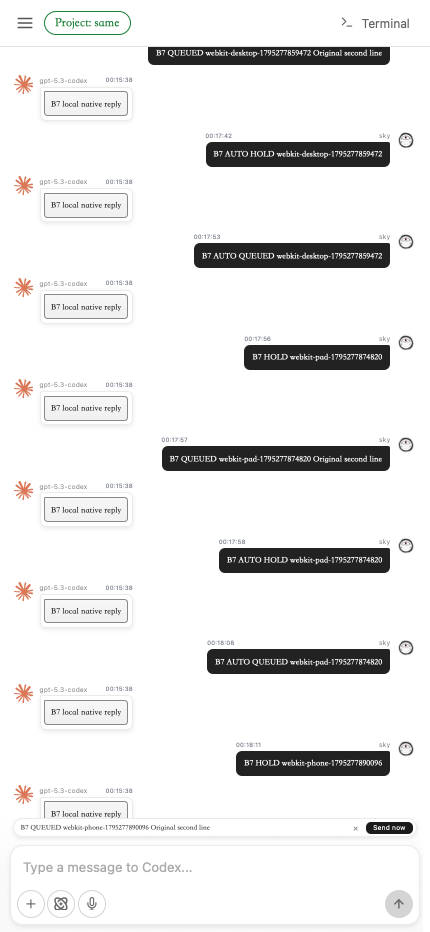 Project: same
Terminal
B7 QUEUED webkit-desktop-1795277859472 Original second line
gpt-5.3-codex 00:15:38
B7 local native reply
00:17:42 sky
B7 AUTO HOLD webkit-desktop-1795277859472
gpt-5.3-codex 00:15:38
B7 local native reply
00:17:53 sky
B7 AUTO QUEUED webkit-desktop-1795277859472
gpt-5.3-codex 00:15:38
B7 local native reply
00:17:56 sky
B7 HOLD webkit-pad-1795277874820
gpt-5.3-codex 00:15:38
B7 local native reply
00:17:57 sky
B7 QUEUED webkit-pad-1795277874820 Original second line
gpt-5.3-codex 00:15:38
B7 local native reply
00:17:58 sky
B7 AUTO HOLD webkit-pad-1795277874820
gpt-5.3-codex 00:15:38
B7 local native reply
00:18:08 sky
B7 AUTO QUEUED webkit-pad-1795277874820
gpt-5.3-codex 00:15:38
B7 local native reply
00:18:11 sky
B7 HOLD webkit-phone-1795277890096
gpt-5.3-codex 00:15:38
B7 local native reply
B7 QUEUED webkit-phone-1795277890096 Original second line × Send now
Type a message to Codex...